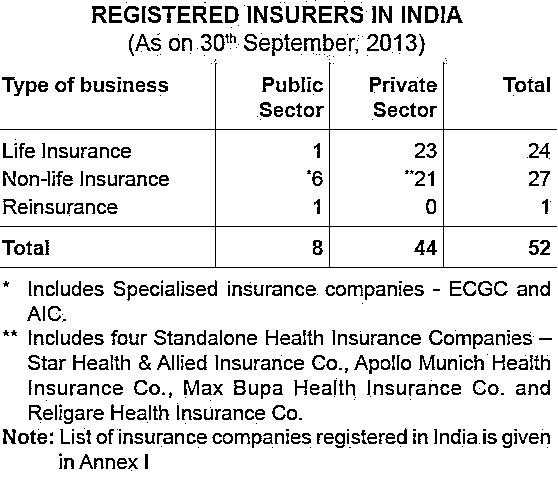 REGISTERED INSURERS IN INDIA
(As on 30th September, 2013)
Type of business Public Sector Private Sector Total
Life Insurance 1 23 24
Non-life Insurance *6 **21 27
Reinsurance 1 0 1
Total 8 44 52
* Includes Specialised insurance companies - ECGC and
AIC.
** Includes four Standalone Health Insurance Companies –
Star Health & Allied Insurance Co., Apollo Munich Health
Insurance Co., Max Bupa Health Insurance Co. and
Religare Health Insurance Co.
Note: List of insurance companies registered in India is given
in Annex I